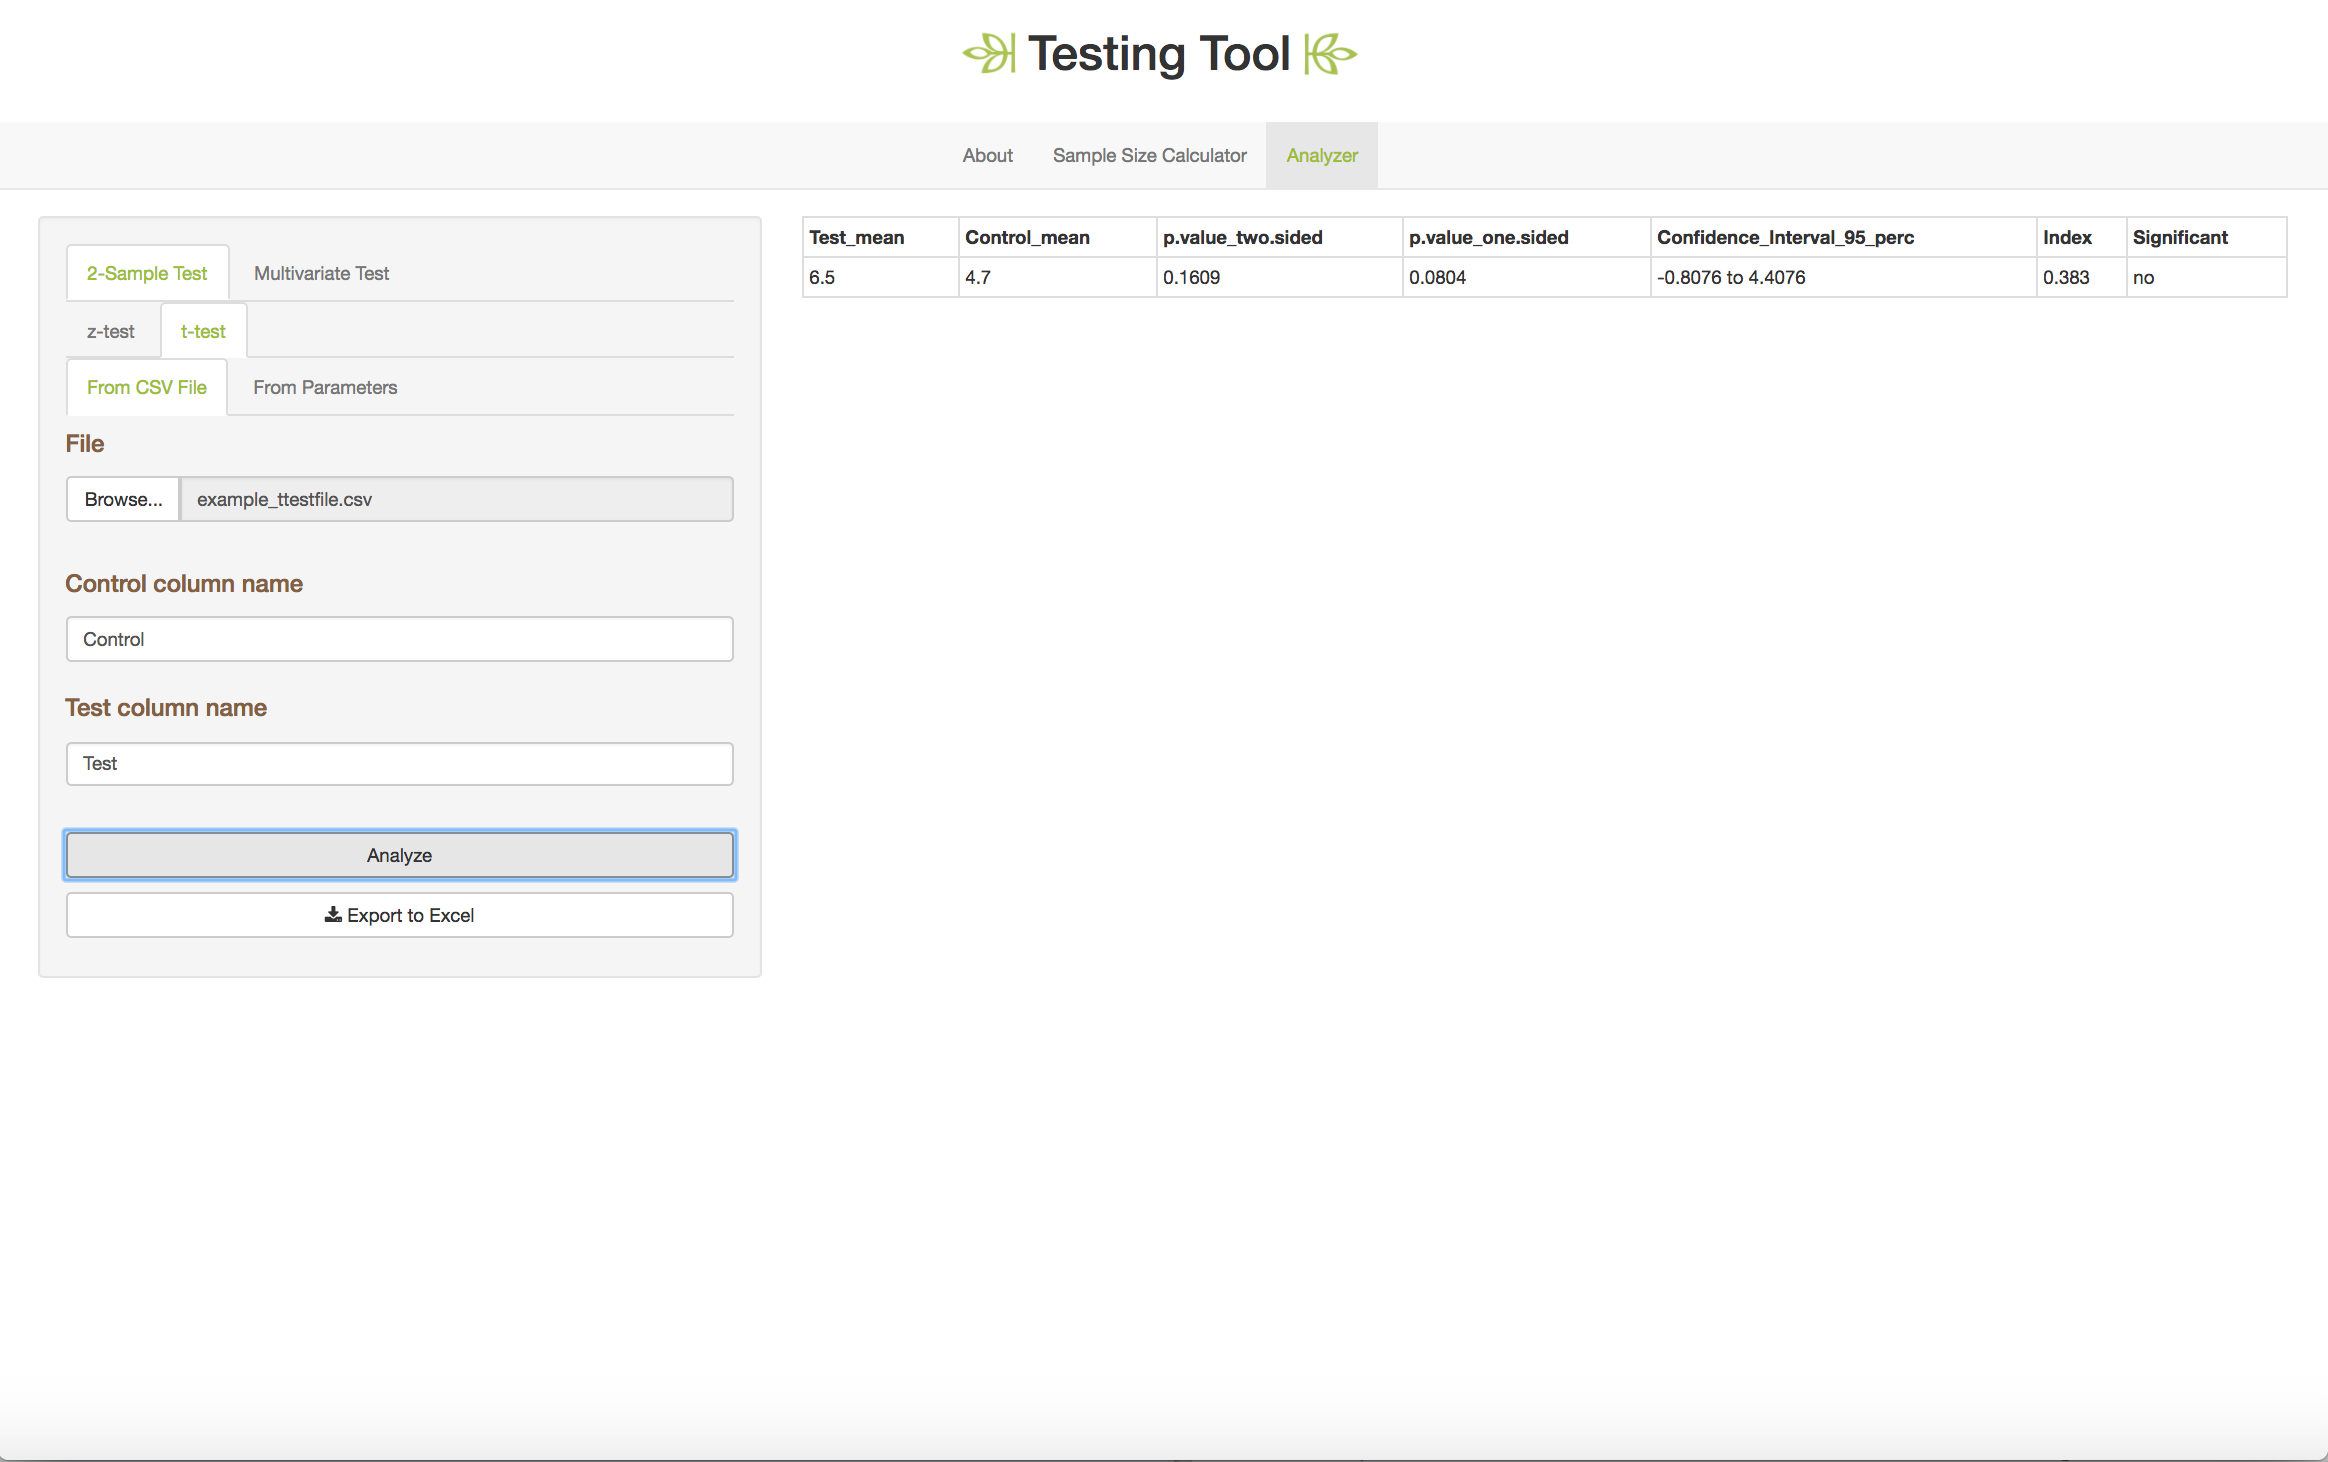 Testing Tool
About Sample Size Calculator Analyzer
2-Sample Test Multivariate Test
z-test t-test
From CSV File From Parameters
File
Browse... example_ttestfile.csv
Control column name
Control
Test column name
Test
Analyze
Export to Excel
Test_mean Control_mean p.value_two.sided p.value_one.sided Confidence_Interval_95_perc Index Significant
6.5 4.7 0.1609 0.0804 -0.8076 to 4.4076 0.383 no